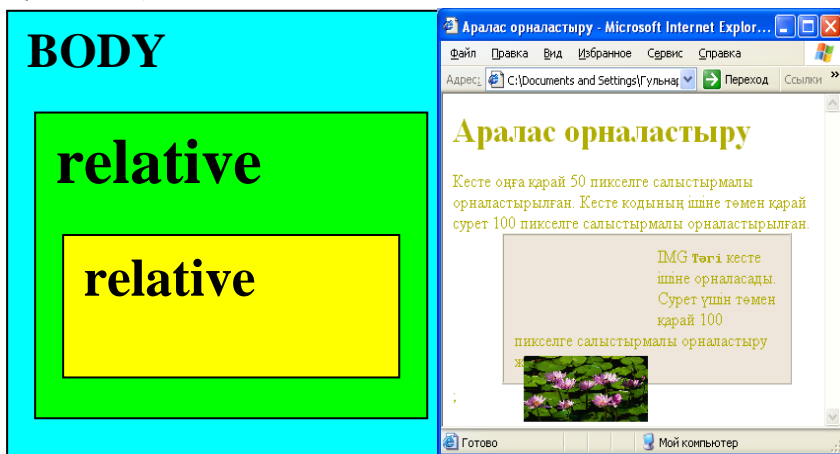 BODY
relative
relative
Аралас орналастыру - Microsoft Internet Explor...
Файл Правка Вид Избранное Сервис Справка
Адрес: C:\Documents and Settings\Гульнар Переход Ссылки »
Аралас орналастыру
Кесте оңға қарай 50 пикселге салыстырмалы
орналастырылған. Кесте кодының ішіне төмен қарай
сурет 100 пикселге салыстырмалы орналастырылған.
IMG Тәгі кесте
ішіне орналасады.
Сурет үшін төмен
қарай 100
пикселге салыстырмалы орналастыру
;
Готово Мой компьютер